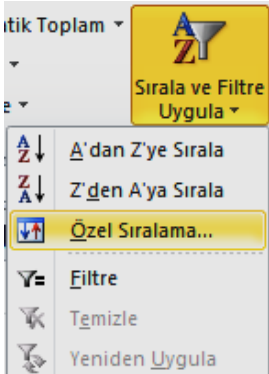 tik Toplam
Sırala ve Filtre
Uygula
A'dan Z'ye Sırala
Z'den A'ya Sırala
Özel Sıralama...
Filtre
Temizle
Yeniden Uygula